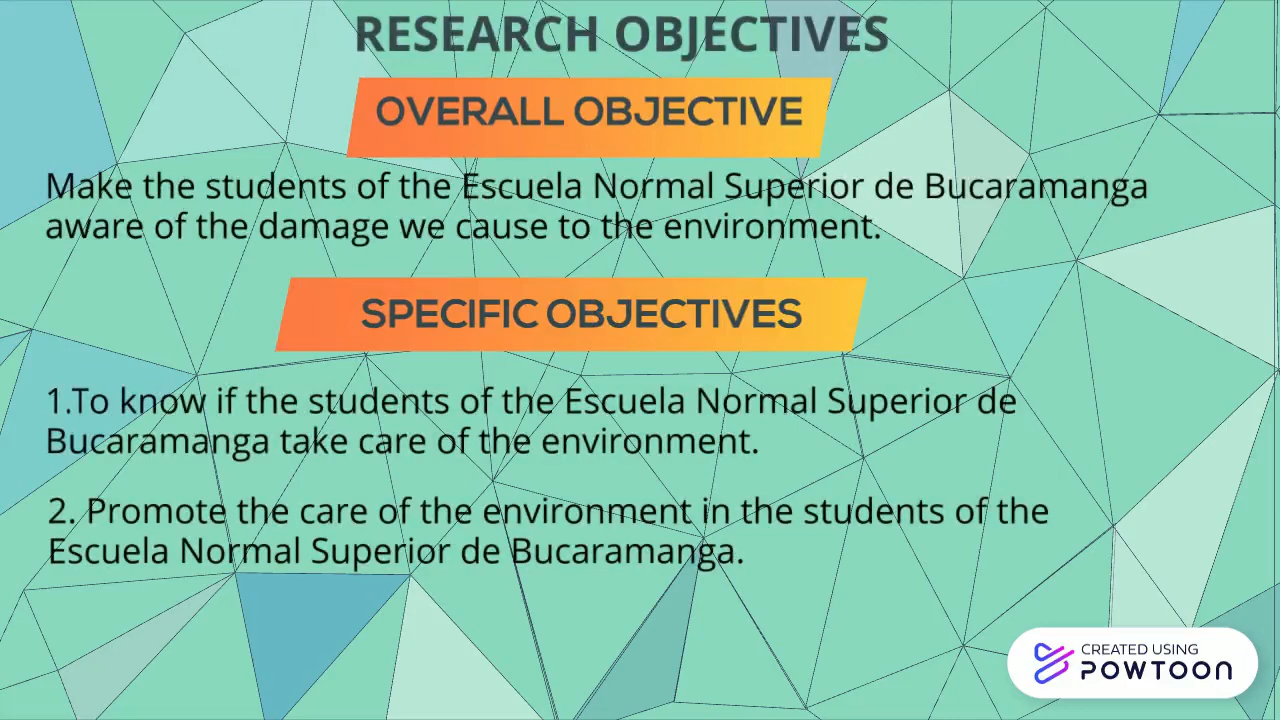 RESEARCH OBJECTIVES
OVERALL OBJECTIVE
Make the students of the Escuela Normal Superior de Bucaramanga
aware of the damage we cause to the environment.
SPECIFIC OBJECTIVES
1.To know if the students of the Escuela Normal Superior de
Bucaramanga take care of the environment.
2. Promote the care of the environment in the students of the
Escuela Normal Superior de Bucaramanga.
CREATED USING
POWTOON